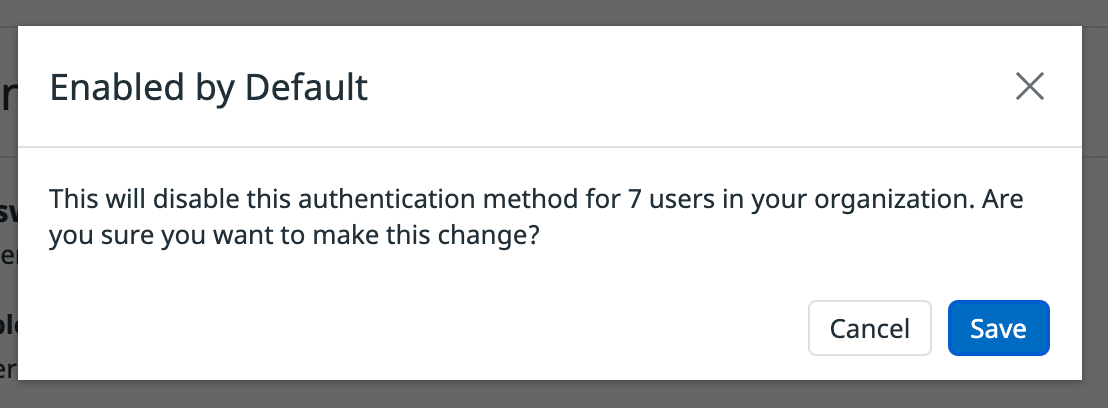 Enabled by Default
This will disable this authentication method for 7 users in your organization. Are
you sure you want to make this change?
Cancel
Save